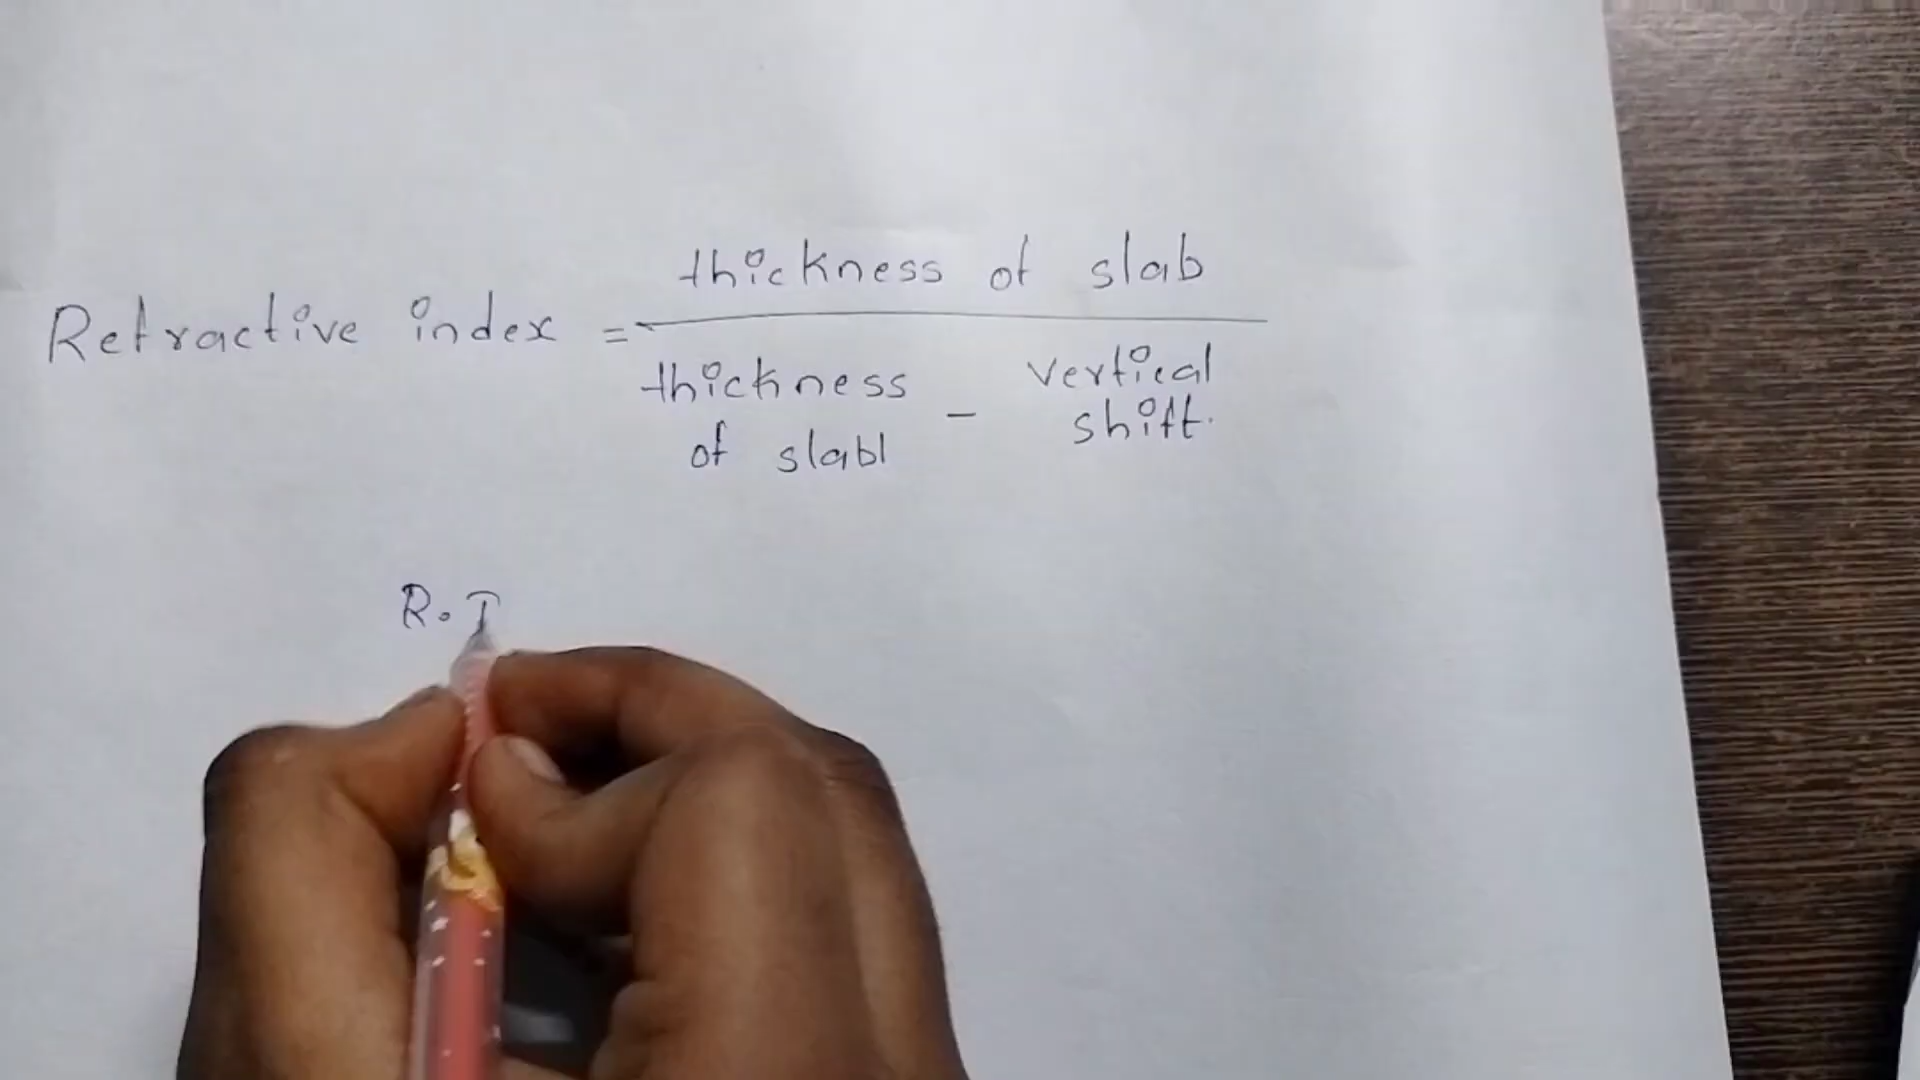 Refractive index = thickness of slab
thickness - vertical
of slabl shift.
R.I